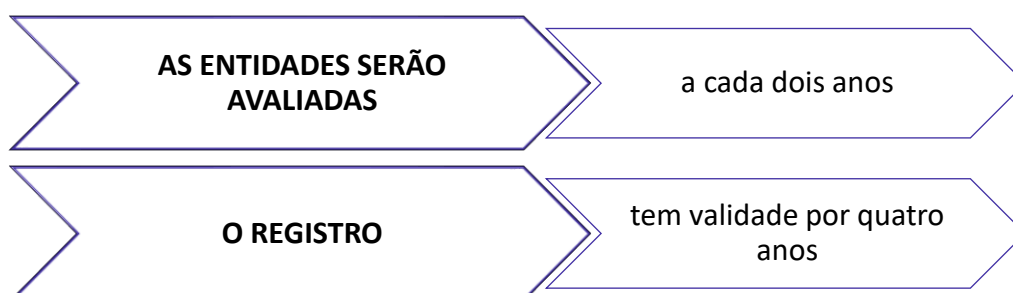 AS ENTIDADES SERÃO
AVALIADAS
a cada dois anos
O REGISTRO
tem validade por quatro
anos